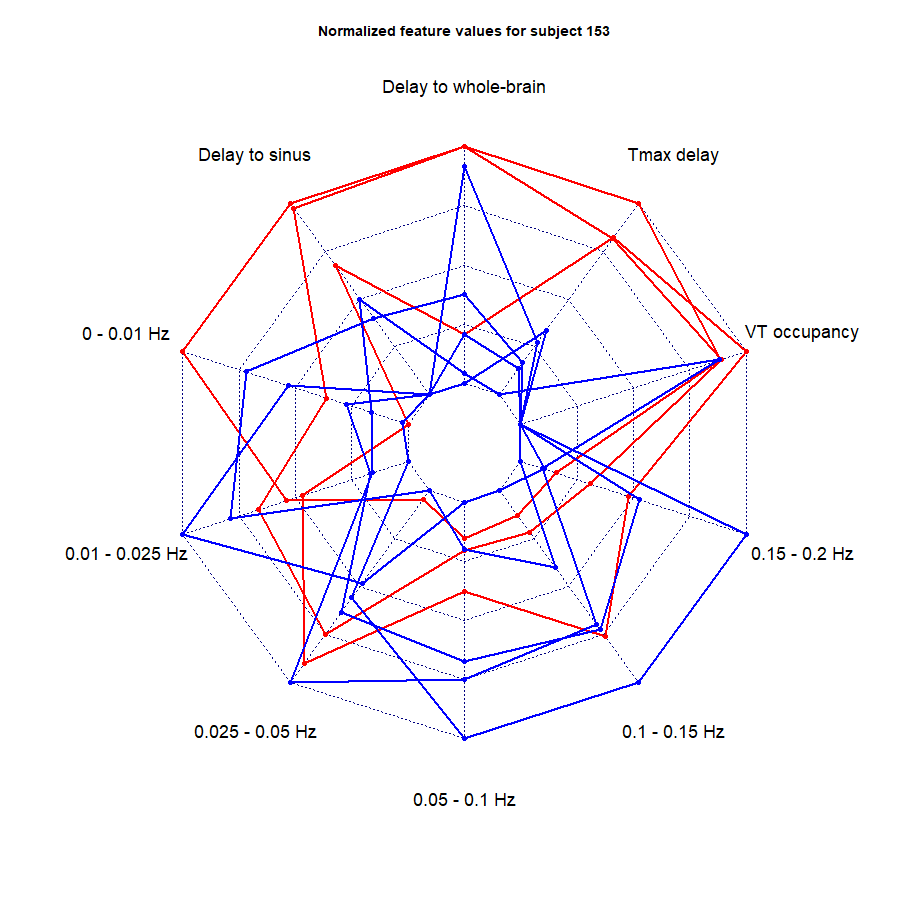 Normalized feature values for subject 153
Delay to whole-brain
Delay to sinus
Tmax delay
0 - 0.01 Hz
VT occupancy
0.01 - 0.025 Hz
0.15 - 0.2 Hz
0.025 - 0.05 Hz
0.1 - 0.15 Hz
0.05 - 0.1 Hz